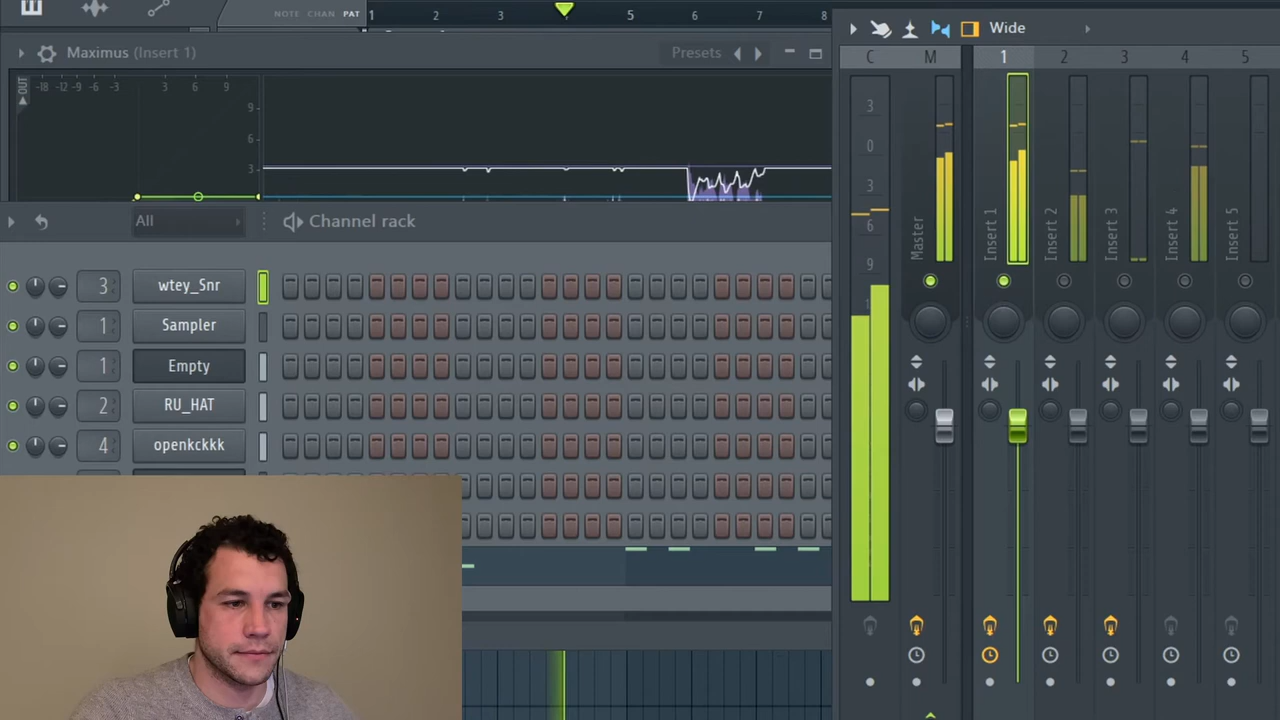 NOTE CHAN PAT 1 2 3 5 6 7 8
Maximus (Insert 1) Presets
Wide
C M 1 2 3 4 5
OUT -18 -12 -9 -6 -3 3 6 9
9
6
3
3
0
3
6
9
Master Insert 1 Insert 2 Insert 3 Insert 4 Insert 5
All Channel rack
3 wtey_Snr
1 Sampler
1 Empty
2 RU_HAT
4 openkckkk